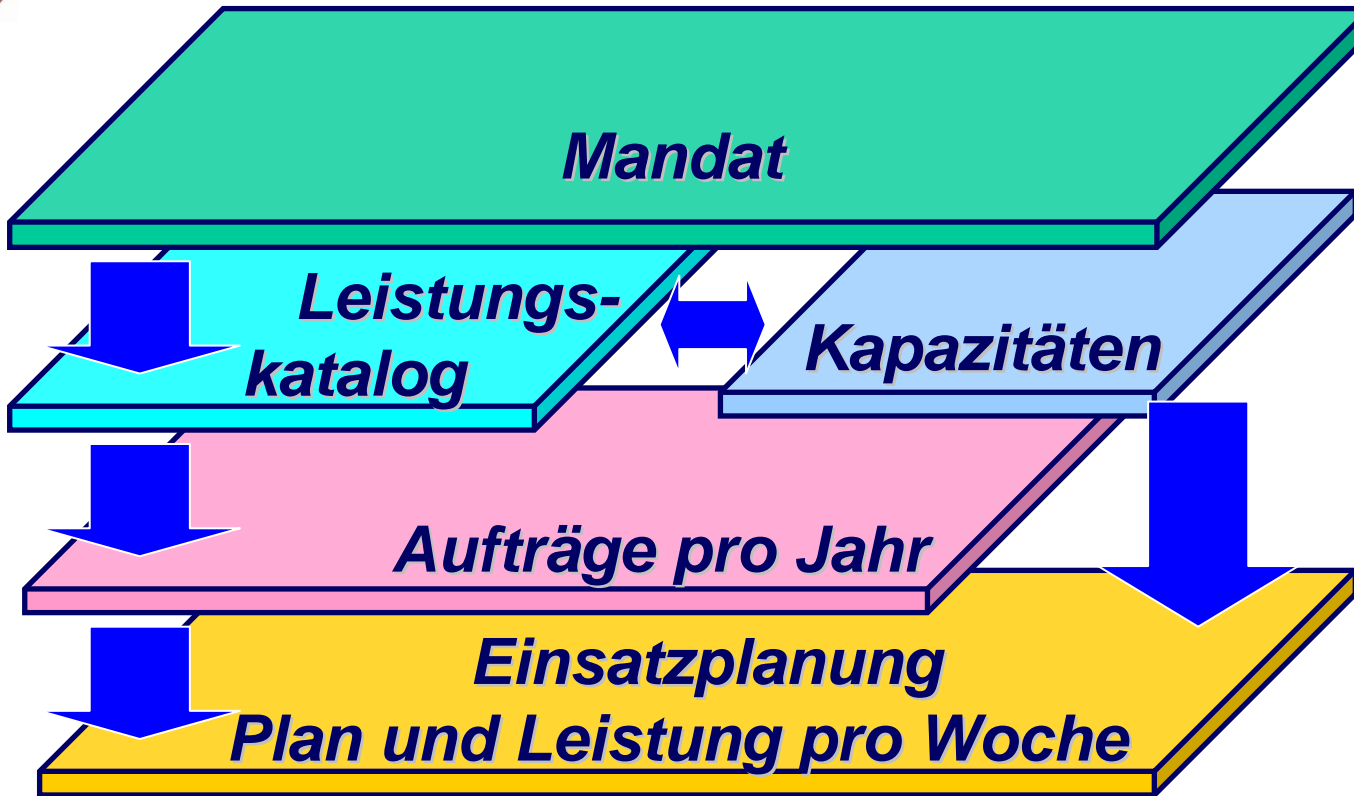 Mandat
Leistungs-
katalog
Kapazitäten
Aufträge pro Jahr
Einsatzplanung
Plan und Leistung pro Woche